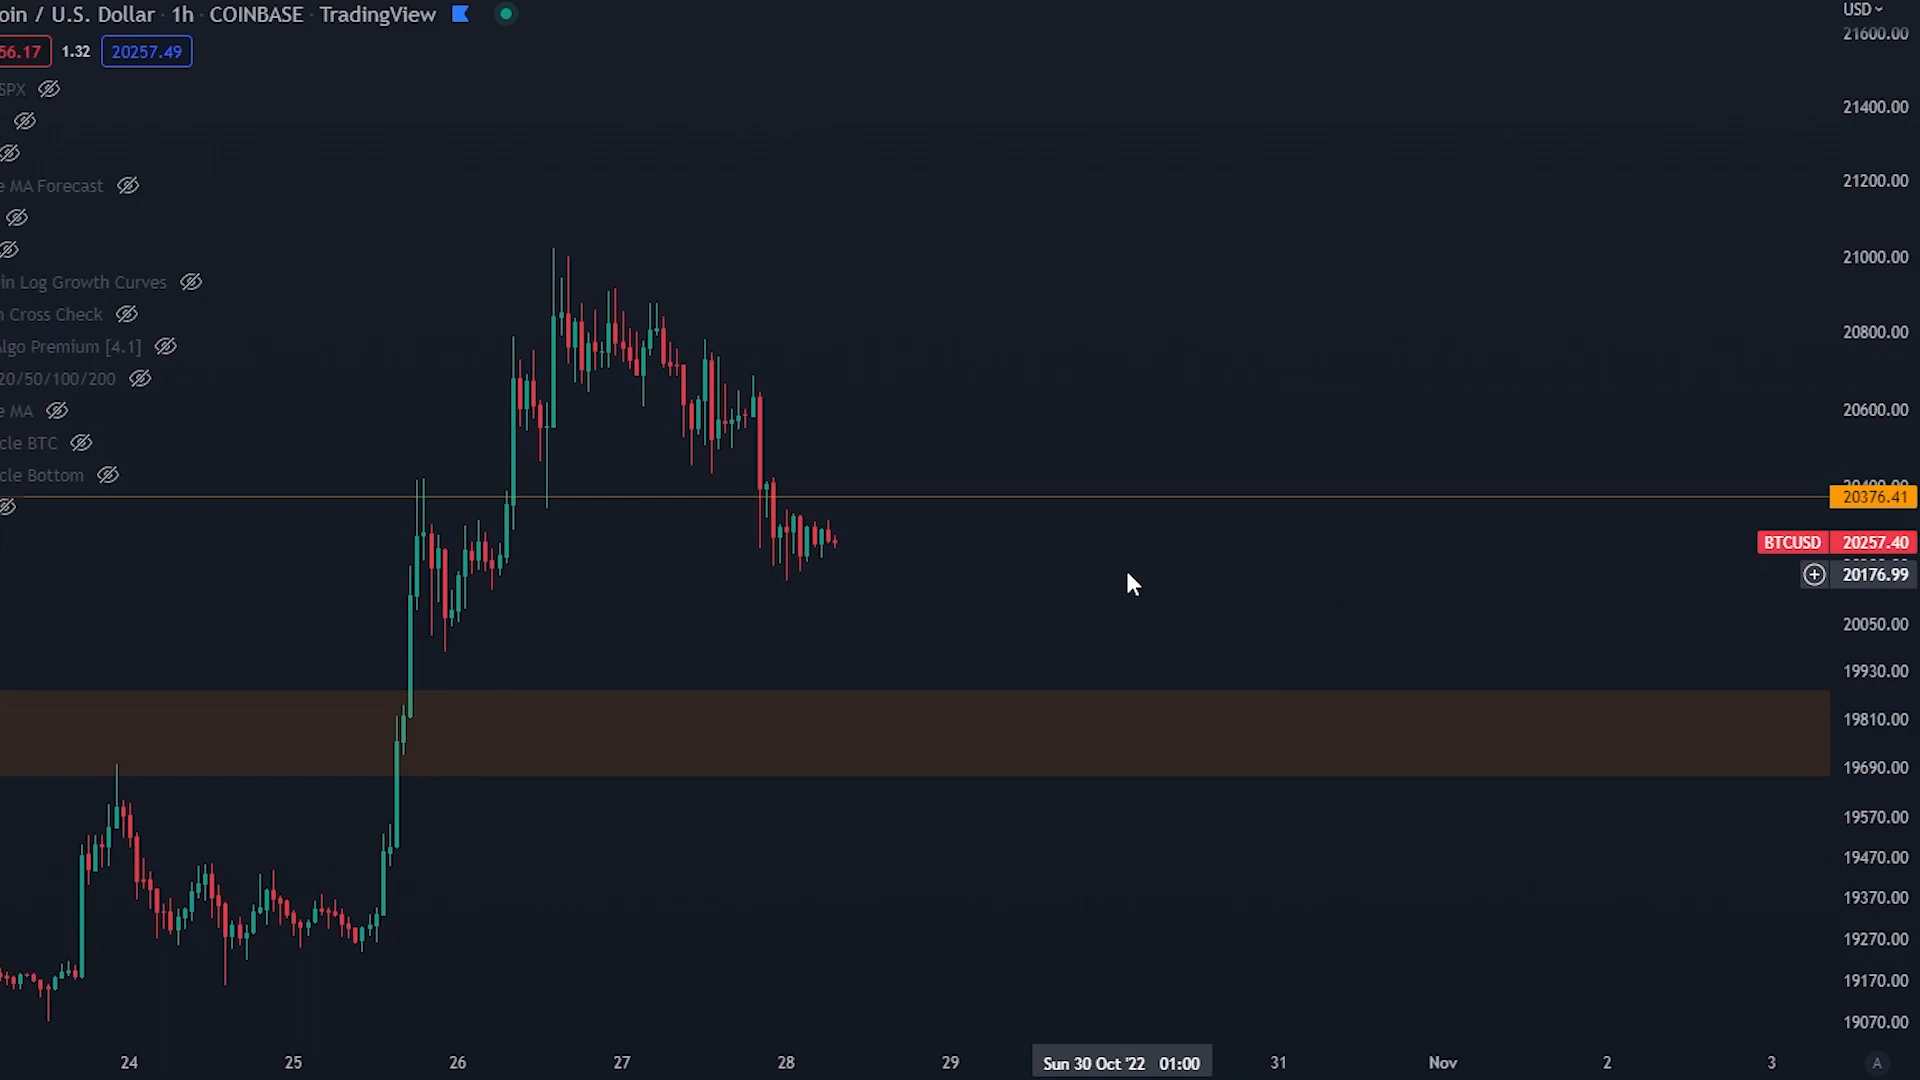 oin / U.S. Dollar · 1h · COINBASE · TradingView
56.17 1.32 20257.49
SPX
e MA Forecast
in Log Growth Curves
n Cross Check
Algo Premium [4.1]
20/50/100/200
e MA
cle BTC
cle Bottom
USD
21600.00
21400.00
21200.00
21000.00
20800.00
20600.00
20400.00
20376.41
BTCUSD 20257.40
20176.99
20050.00
19930.00
19810.00
19690.00
19570.00
19470.00
19370.00
19270.00
19170.00
19070.00
24 25 26 27 28 29 Sun 30 Oct '22 01:00 31 Nov 2 3 A